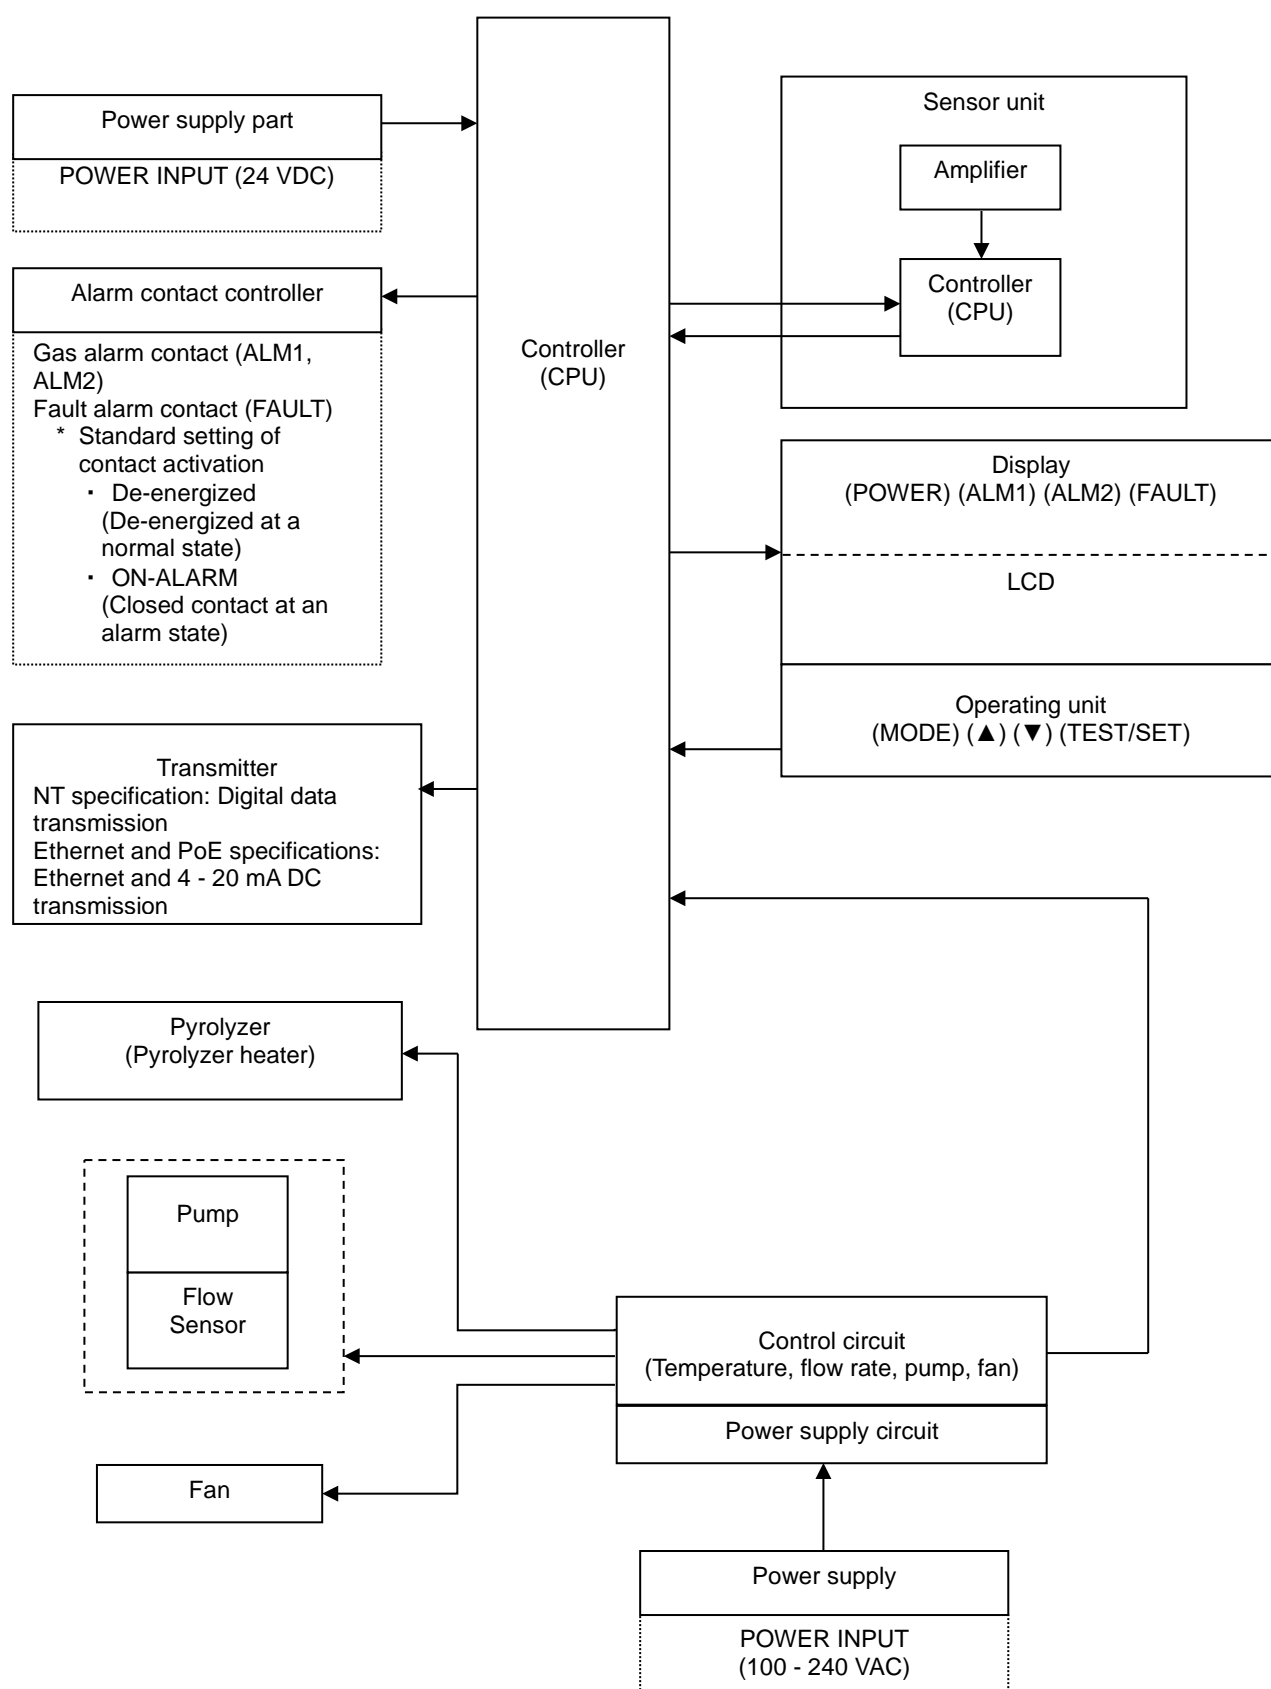 Power supply part
POWER INPUT (24 VDC)
Alarm contact controller
Gas alarm contact (ALM1,
ALM2)
Fault alarm contact (FAULT)
* Standard setting of
contact activation
・ De-energized
(De-energized at a
normal state)
・ ON-ALARM
(Closed contact at an
alarm state)
Transmitter
NT specification: Digital data
transmission
Ethernet and PoE specifications:
Ethernet and 4 - 20 mA DC
transmission
Controller
(CPU)
Sensor unit
Amplifier
Controller
(CPU)
Display
(POWER) (ALM1) (ALM2) (FAULT)
LCD
Operating unit
(MODE) (▲) (▼) (TEST/SET)
Pyrolyzer
(Pyrolyzer heater)
Pump
Flow
Sensor
Fan
Control circuit
(Temperature, flow rate, pump, fan)
Power supply circuit
Power supply
POWER INPUT
(100 - 240 VAC)